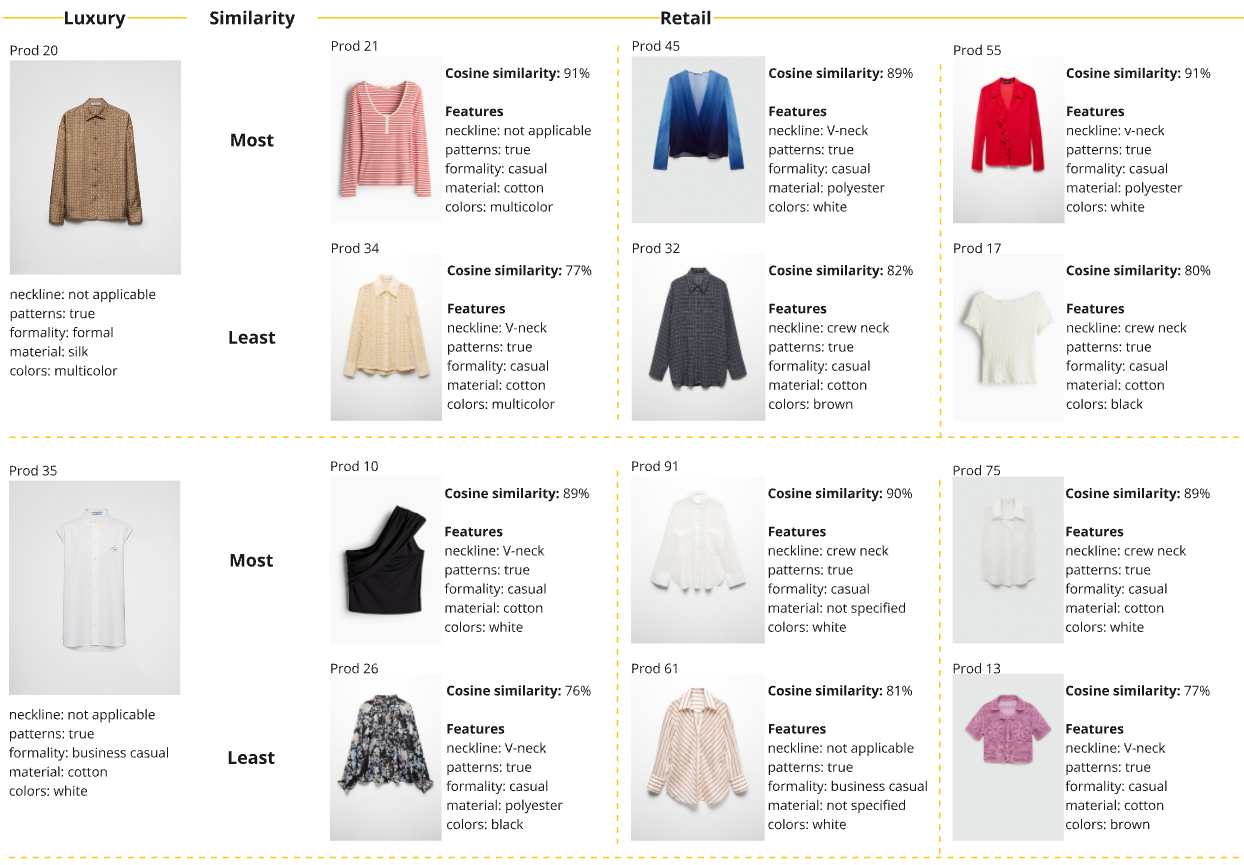 Luxury
Similarity
Retail
Prod 20
neckline: not applicable
patterns: true
formality: formal
material: silk
colors: multicolor
Most
Prod 21
Cosine similarity: 91%
Features
neckline: not applicable
patterns: true
formality: casual
material: cotton
colors: multicolor
Prod 45
Cosine similarity: 89%
Features
neckline: V-neck
patterns: true
formality: casual
material: polyester
colors: white
Prod 55
Cosine similarity: 91%
Features
neckline: v-neck
patterns: true
formality: casual
material: polyester
colors: white
Least
Prod 34
Cosine similarity: 77%
Features
neckline: V-neck
patterns: true
formality: casual
material: cotton
colors: multicolor
Prod 32
Cosine similarity: 82%
Features
neckline: crew neck
patterns: true
formality: casual
material: cotton
colors: brown
Prod 17
Cosine similarity: 80%
Features
neckline: crew neck
patterns: true
formality: casual
material: cotton
colors: black
Prod 35
neckline: not applicable
patterns: true
formality: business casual
material: cotton
colors: white
Most
Prod 10
Cosine similarity: 89%
Features
neckline: V-neck
patterns: true
formality: casual
material: cotton
colors: white
Prod 91
Cosine similarity: 90%
Features
neckline: crew neck
patterns: true
formality: casual
material: not specified
colors: white
Prod 75
Cosine similarity: 89%
Features
neckline: crew neck
patterns: true
formality: casual
material: cotton
colors: white
Least
Prod 26
Cosine similarity: 76%
Features
neckline: V-neck
patterns: true
formality: casual
material: polyester
colors: black
Prod 61
Cosine similarity: 81%
Features
neckline: not applicable
patterns: true
formality: business casual
material: not specified
colors: white
Prod 13
Cosine similarity: 77%
Features
neckline: V-neck
patterns: true
formality: casual
material: cotton
colors: brown